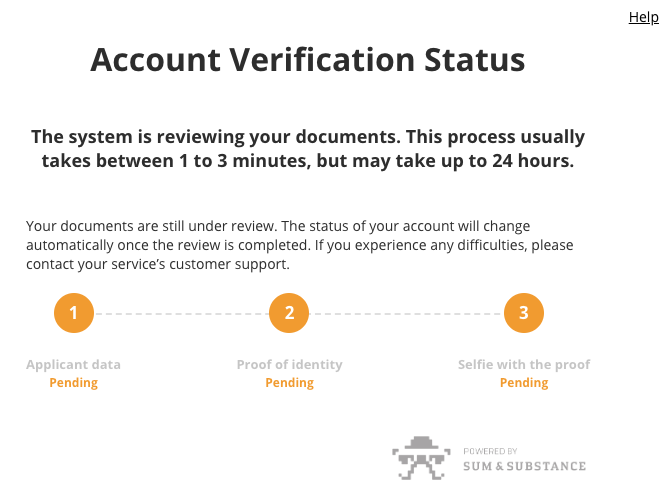 Help
Account Verification Status
The system is reviewing your documents. This process usually
takes between 1 to 3 minutes, but may take up to 24 hours.
Your documents are still under review. The status of your account will change
automatically once the review is completed. If you experience any difficulties, please
contact your service's customer support.
1 2 3
Applicant data Proof of identity Selfie with the proof
Pending Pending Pending
POWERED BY
SUM & SUBSTANCE